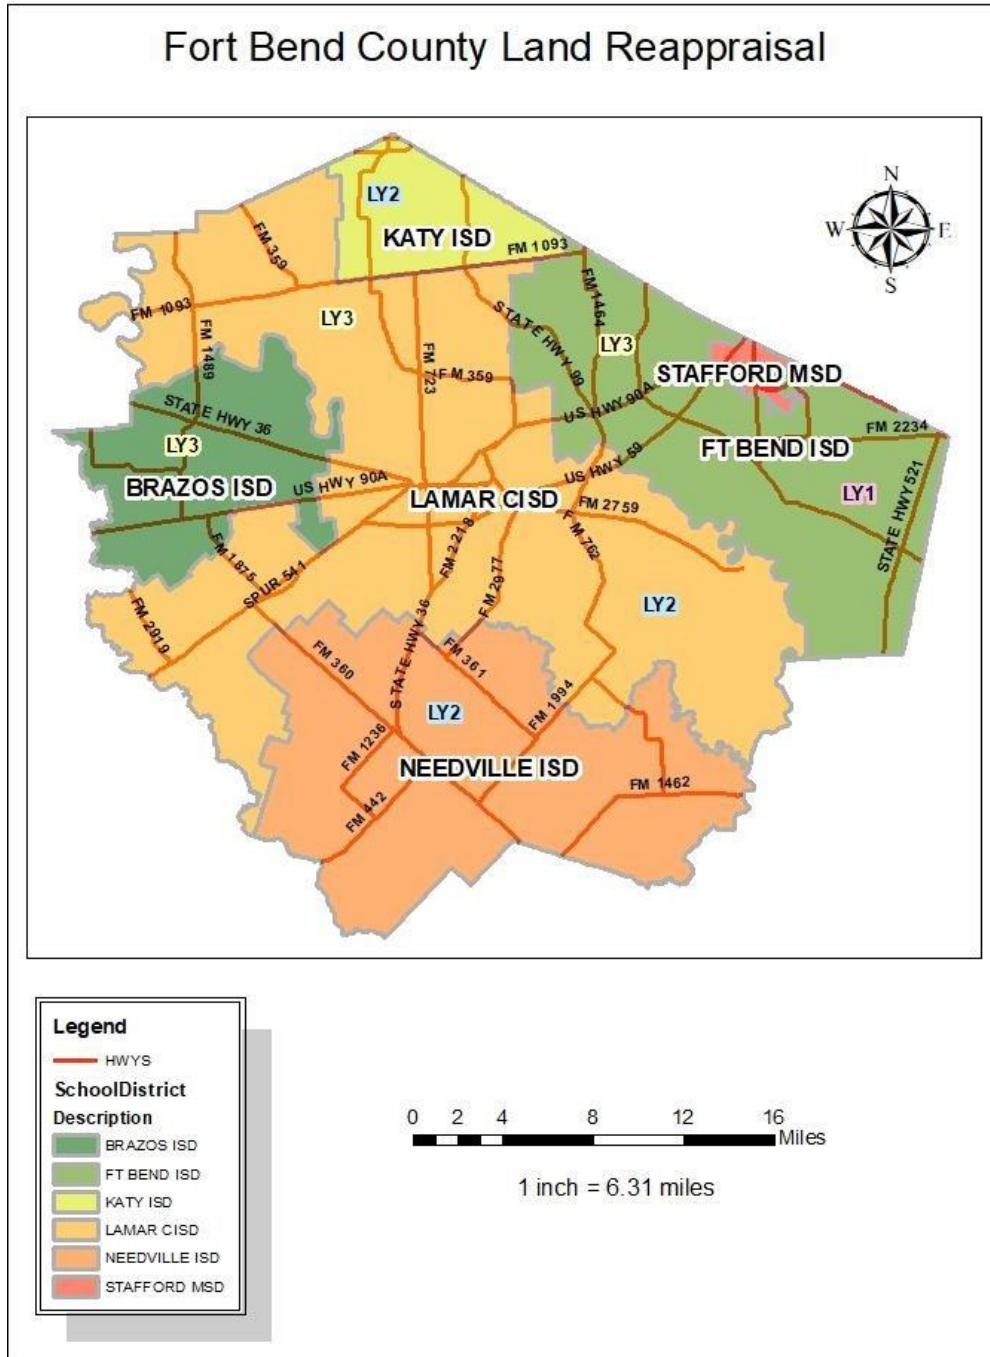 Fort Bend County Land Reappraisal
N
W
E
S
LY2
KATY ISD
FM 1093
FM 359
FM 1093
LY3
FM 1489
FM 723
FM 359
STATE HWY 99
FM 1464
LY3
STAFFORD MSD
US HWY 90A
FT BEND ISD
FM 2234
STATE HWY 36
LY3
BRAZOS ISD
US HWY 90A
US HWY 59
LAMAR CISD
LY1
STATE HWY 521
FM 2759
FM 762
FM 2218
FM 2977
FM 1875
SPUR 541
FM 2919
LY2
STATE HWY 36
FM 360
FM 361
LY2
FM 1994
FM 1236
NEEDVILLE ISD
FM 442
FM 1462
Legend
HWYS
SchoolDistrict
Description
BRAZOS ISD
FT BEND ISD
KATY ISD
LAMAR CISD
NEEDVILLE ISD
STAFFORD MSD
0 2 4 8 12 16
Miles
1 inch = 6.31 miles